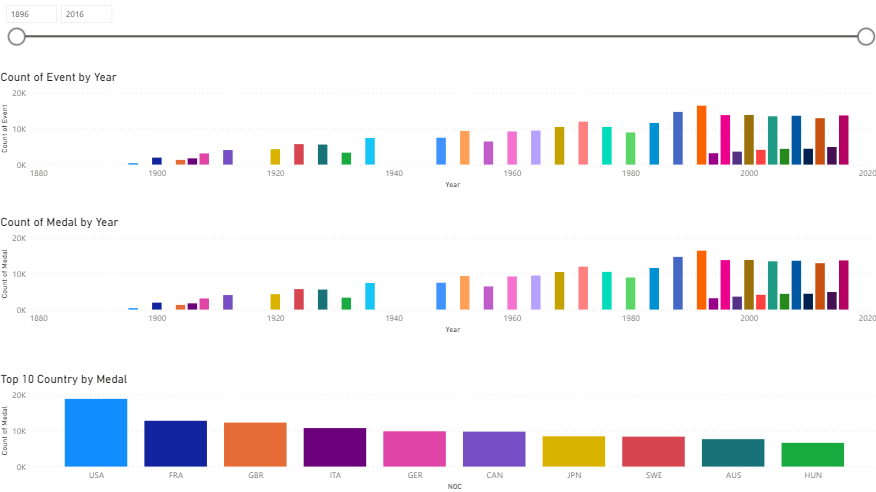 1896 2016
Count of Event by Year
20K
10K
0K
Count of Event
1880 1900 1920 1940 1960 1980 2000 2020
Year
Count of Medal by Year
20K
10K
0K
Count of Medal
1880 1900 1920 1940 1960 1980 2000 2020
Year
Top 10 Country by Medal
20K
10K
0K
Count of Medal
USA FRA GBR ITA GER CAN JPN SWE AUS HUN
NOC